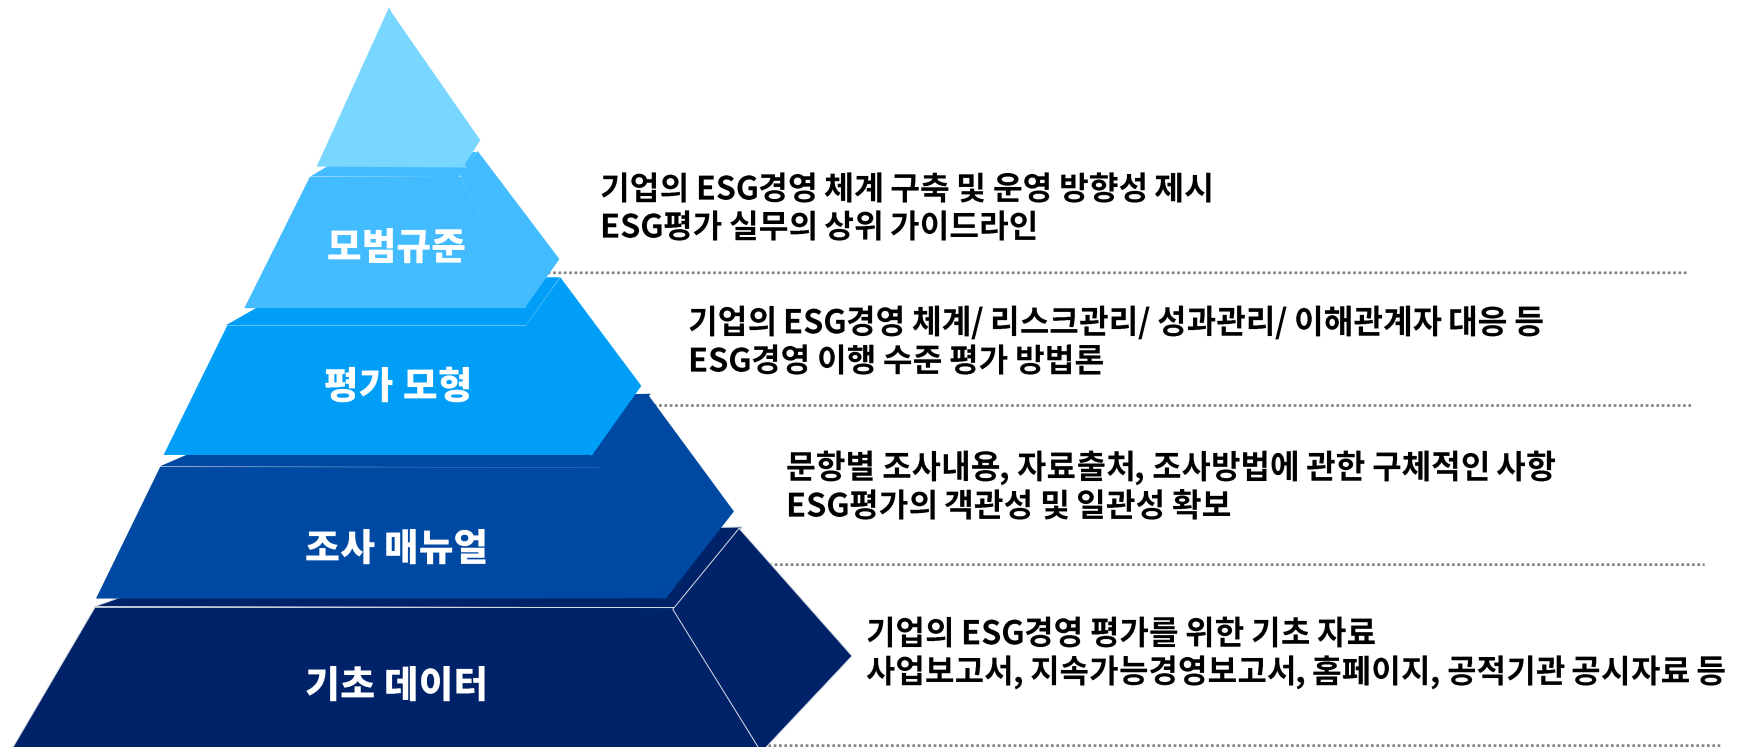 모범규준
기업의 ESG경영 체계 구축 및 운영 방향성 제시
ESG평가 실무의 상위 가이드라인
평가 모형
기업의 ESG경영 체계/ 리스크관리/ 성과관리/ 이해관계자 대응 등
ESG경영 이행 수준 평가 방법론
조사 매뉴얼
문항별 조사내용, 자료출처, 조사방법에 관한 구체적인 사항
ESG평가의 객관성 및 일관성 확보
기초 데이터
기업의 ESG경영 평가를 위한 기초 자료
사업보고서, 지속가능경영보고서, 홈페이지, 공적기관 공시자료 등